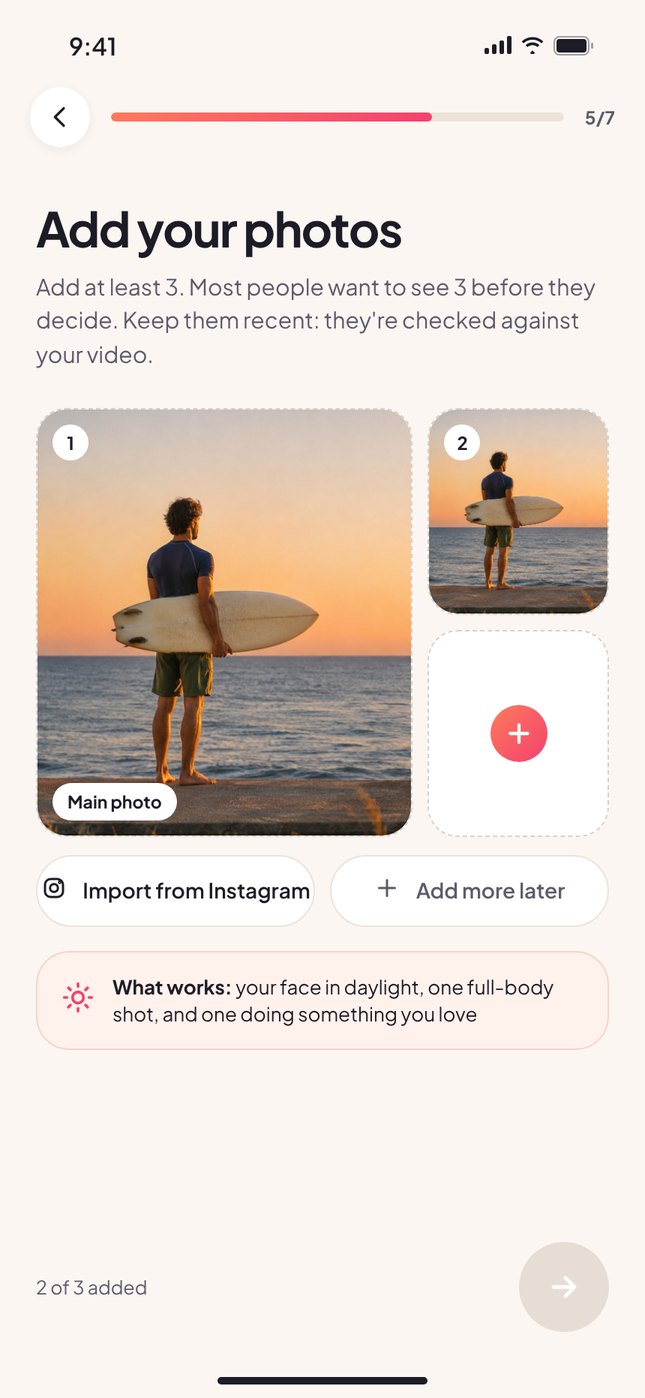 9:41
5/7
Add your photos
Add at least 3. Most people want to see 3 before they
decide. Keep them recent: they're checked against
your video.
1
2
Main photo
Import from Instagram
Add more later
What works: your face in daylight, one full-body
shot, and one doing something you love
2 of 3 added